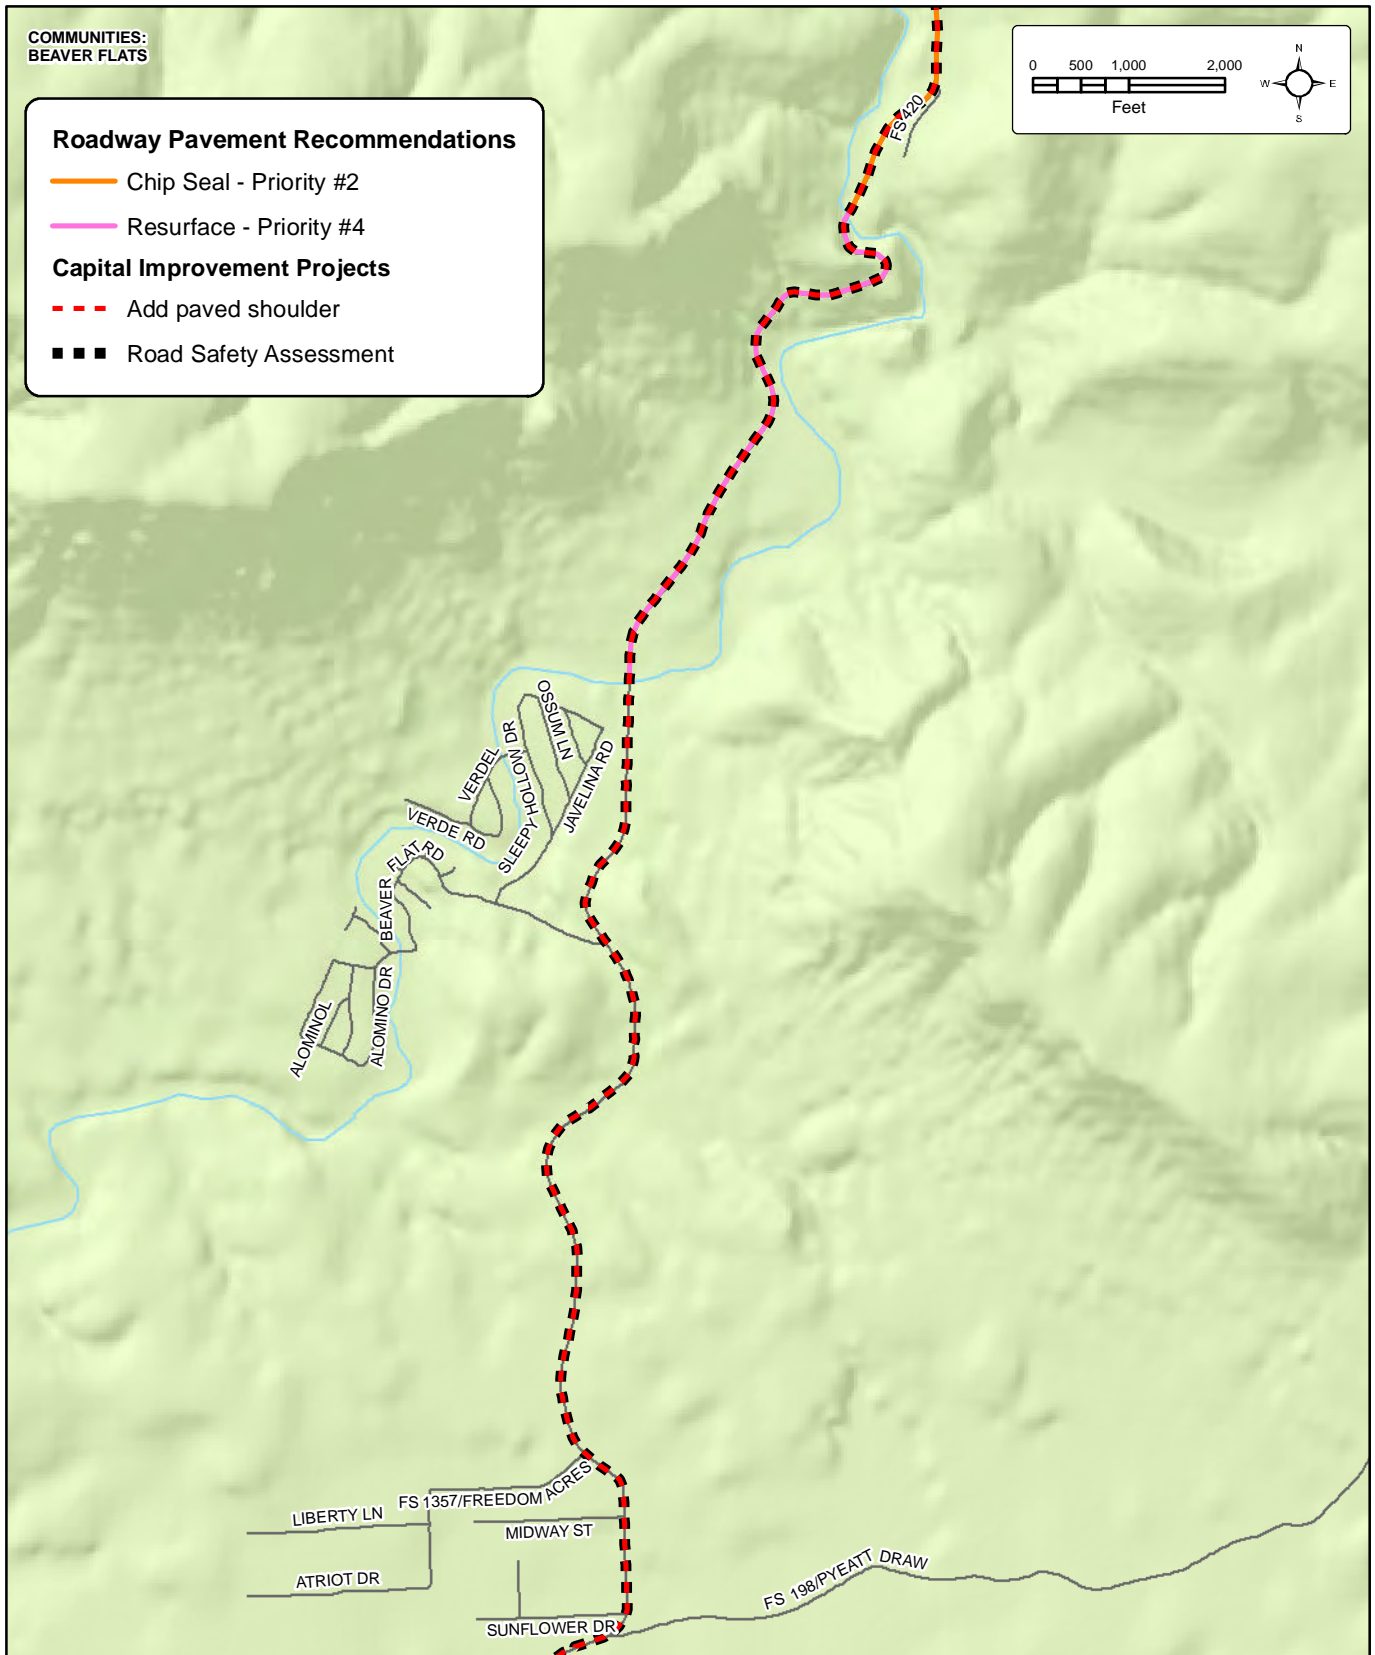 COMMUNITIES:
BEAVER FLATS
0 500 1,000 2,000
Feet
N
W E
S
Roadway Pavement Recommendations
Chip Seal - Priority #2
Resurface - Priority #4
Capital Improvement Projects
Add paved shoulder
Road Safety Assessment
FS 420
OSSUM LN
VERDEL
SLEEPY HOLLOW DR
JAVELINA RD
VERDE RD
BEAVER FLAT RD
ALOMINO DR
ALOMINOL
FS 1357/FREEDOM ACRES
LIBERTY LN
MIDWAY ST
ATRIOT DR
FS 198/PYEATT DRAW
SUNFLOWER DR